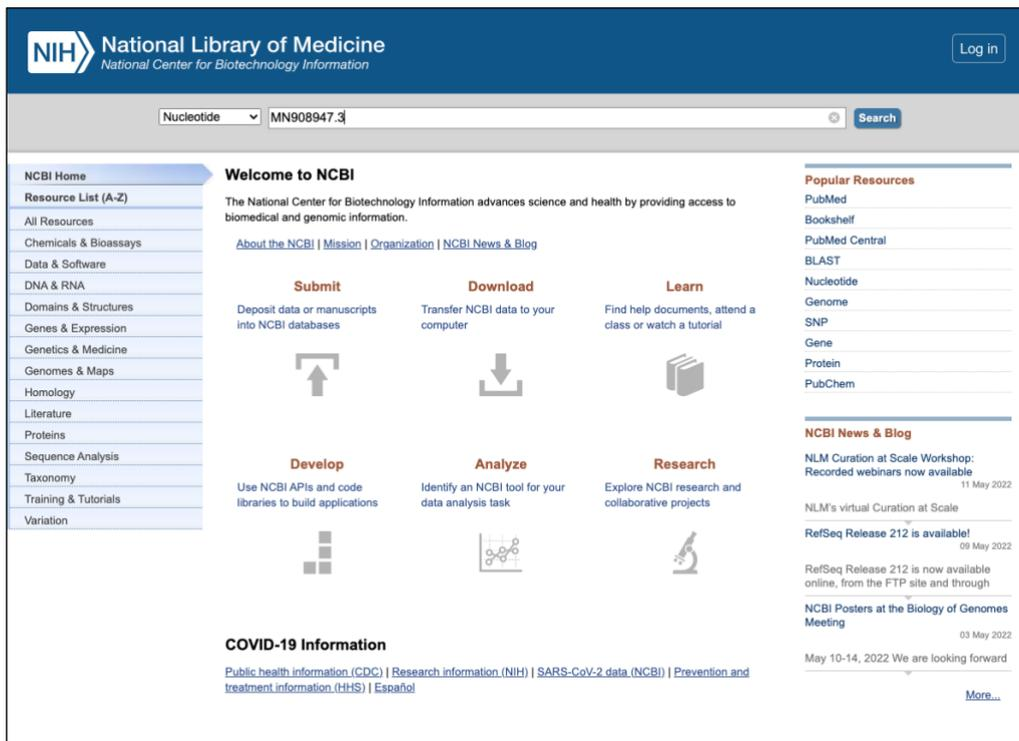 NIH
National Library of Medicine
National Center for Biotechnology Information
Log in
Nucleotide
MN908947.3
Search
NCBI Home
Resource List (A-Z)
All Resources
Chemicals & Bioassays
Data & Software
DNA & RNA
Domains & Structures
Genes & Expression
Genetics & Medicine
Genomes & Maps
Homology
Literature
Proteins
Sequence Analysis
Taxonomy
Training & Tutorials
Variation
Welcome to NCBI
The National Center for Biotechnology Information advances science and health by providing access to
biomedical and genomic information.
About the NCBI | Mission | Organization | NCBI News & Blog
Submit
Deposit data or manuscripts
into NCBI databases
Download
Transfer NCBI data to your
computer
Learn
Find help documents, attend a
class or watch a tutorial
Develop
Use NCBI APIs and code
libraries to build applications
Analyze
Identify an NCBI tool for your
data analysis task
Research
Explore NCBI research and
collaborative projects
COVID-19 Information
Public health information (CDC) | Research information (NIH) | SARS-CoV-2 data (NCBI) | Prevention and
treatment information (HHS) | Español
Popular Resources
PubMed
Bookshelf
PubMed Central
BLAST
Nucleotide
Genome
SNP
Gene
Protein
PubChem
NCBI News & Blog
NLM Curation at Scale Workshop:
Recorded webinars now available
11 May 2022
NLM's virtual Curation at Scale
RefSeq Release 212 is available!
09 May 2022
RefSeq Release 212 is now available
online, from the FTP site and through
NCBI Posters at the Biology of Genomes
Meeting
03 May 2022
May 10-14, 2022 We are looking forward
More...